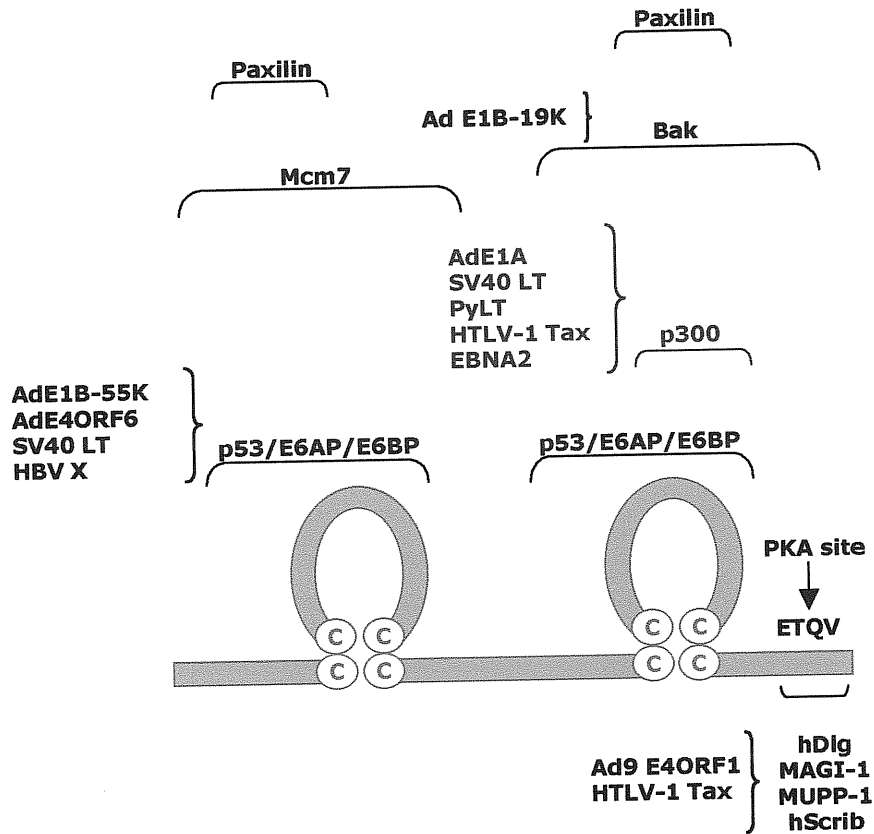 Paxilin
Paxilin
Ad E1B-19K
Bak
Mcm7
AdE1A
SV40 LT
PyLT
HTLV-1 Tax
EBNA2
p300
AdE1B-55K
AdE4ORF6
SV40 LT
HBV X
p53/E6AP/E6BP
p53/E6AP/E6BP
PKA site
ETQV
C C
C C
C C
C C
Ad9 E4ORF1
HTLV-1 Tax
hDlg
MAGI-1
MUPP-1
hScrib